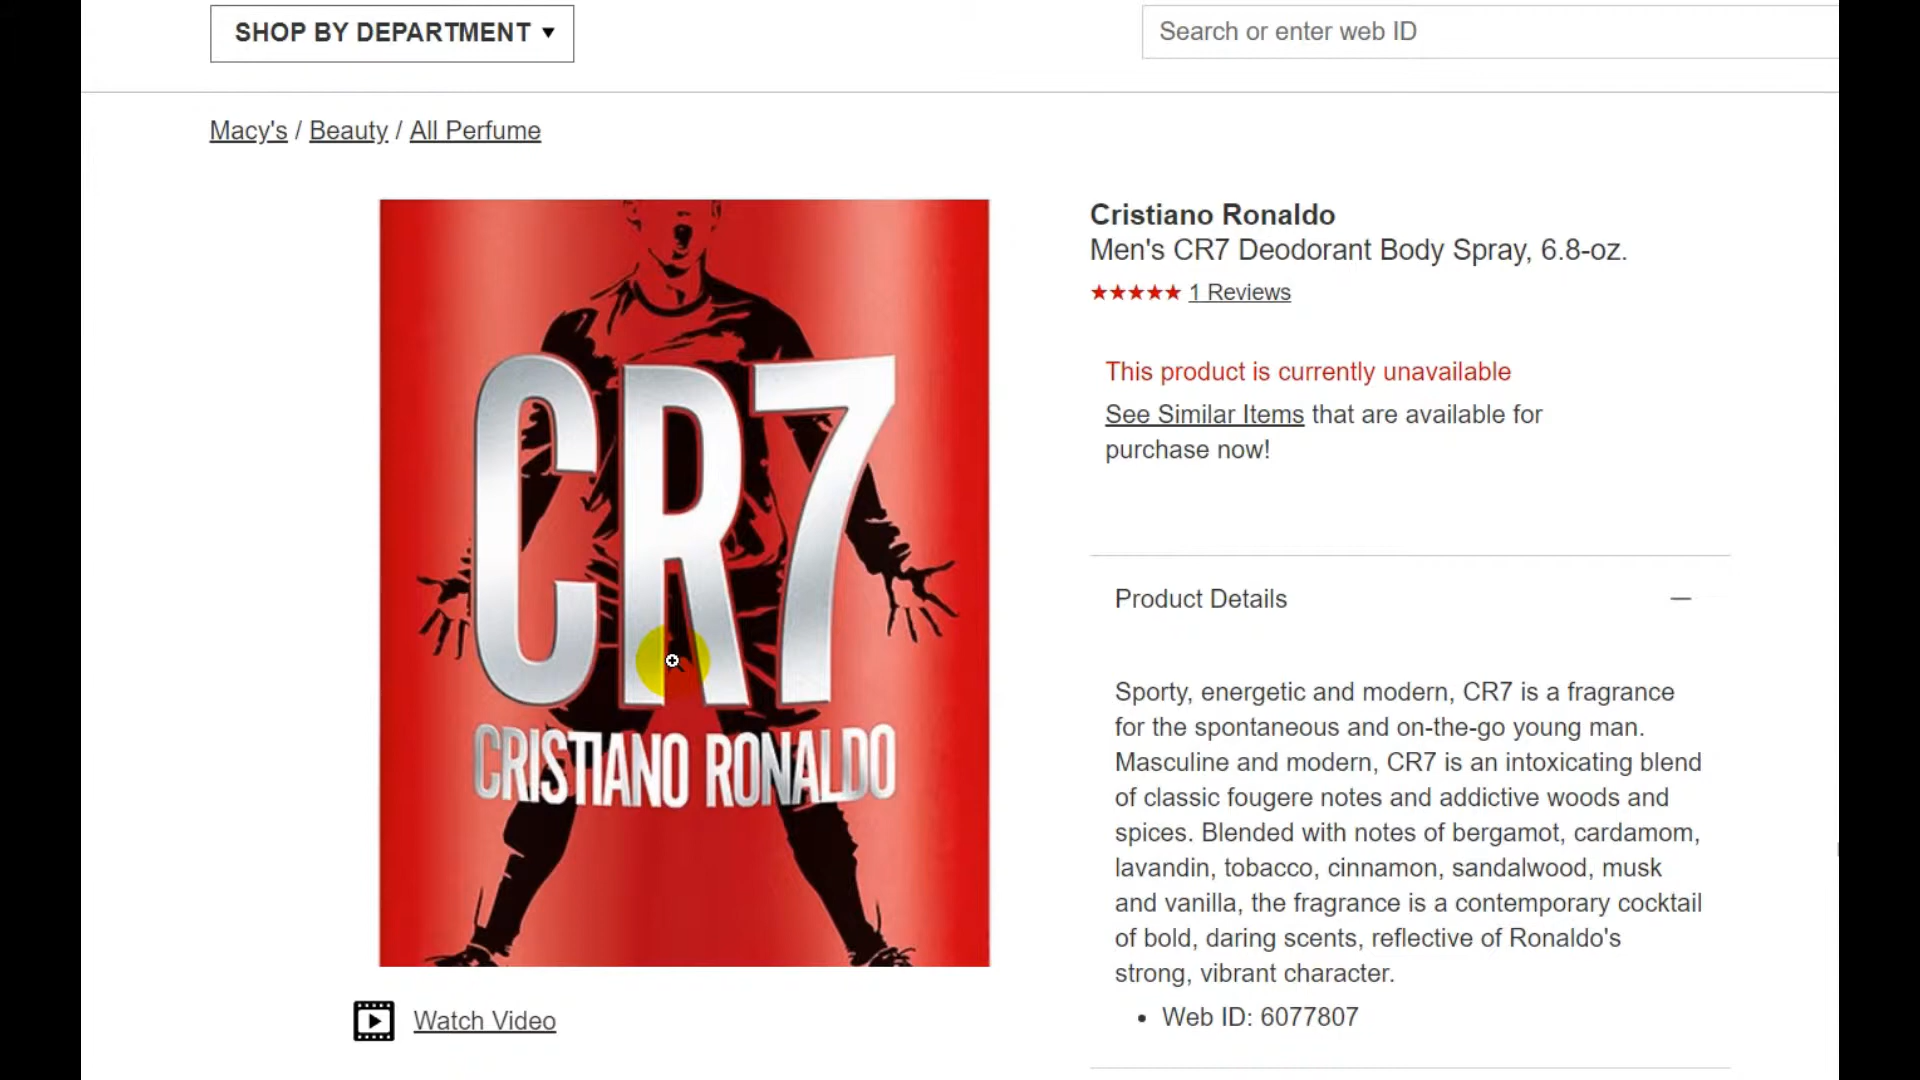 SHOP BY DEPARTMENT
Search or enter web ID
Macy's / Beauty / All Perfume
CR7
CRISTIANO RONALDO
Watch Video
Cristiano Ronaldo
Men's CR7 Deodorant Body Spray, 6.8-oz.
1 Reviews
This product is currently unavailable
See Similar Items that are available for
purchase now!
Product Details
Sporty, energetic and modern, CR7 is a fragrance
for the spontaneous and on-the-go young man.
Masculine and modern, CR7 is an intoxicating blend
of classic fougere notes and addictive woods and
spices. Blended with notes of bergamot, cardamom,
lavandin, tobacco, cinnamon, sandalwood, musk
and vanilla, the fragrance is a contemporary cocktail
of bold, daring scents, reflective of Ronaldo's
strong, vibrant character.
• Web ID: 6077807